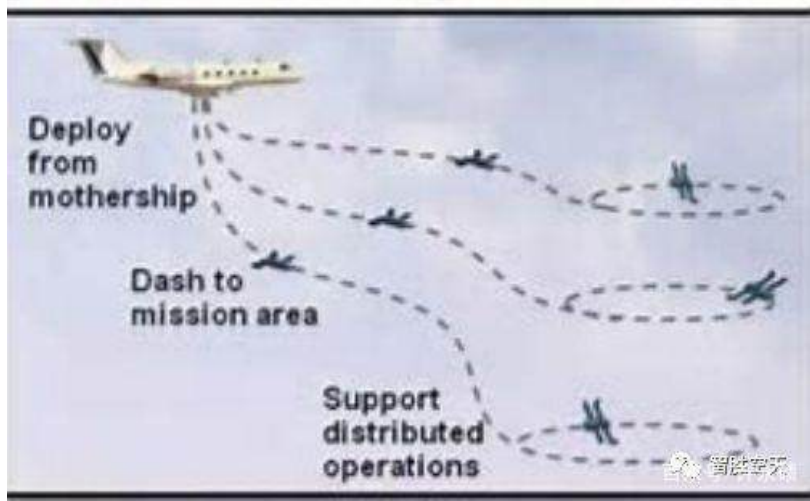 Deploy
from
mothership
Dash to
mission area
Support
distributed
operations